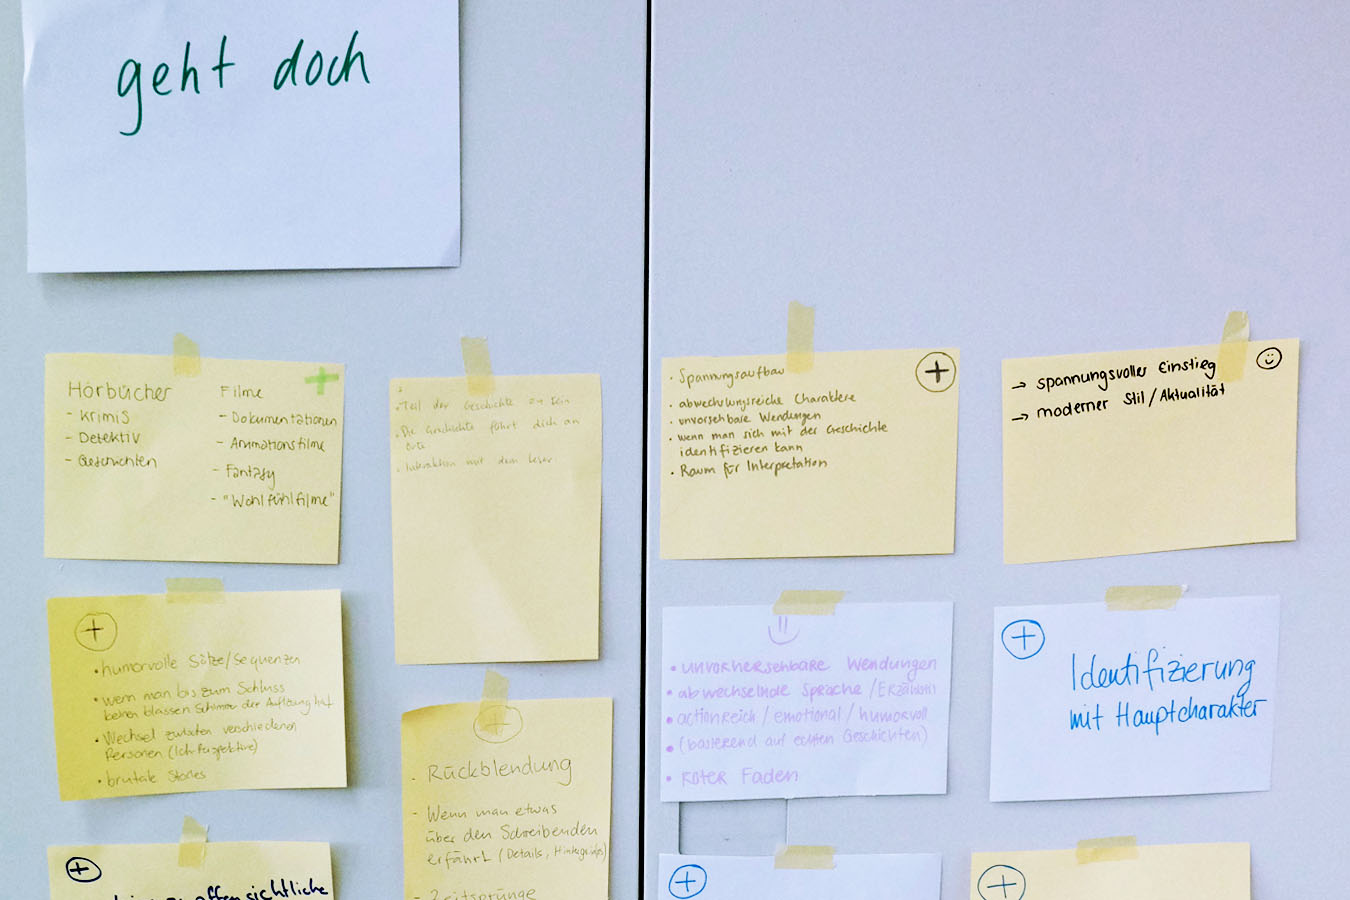 geht doch
Hörbücher
- Krimis
- Detektiv
- Geschichten
Filme
- Dokumentationen
- Animationsfilme
- Fantasy
- "Wohlfühlfilme"
• Teil der Geschichte zu sein
• Die Geschichte führt dich an
Orte
• Interaktion mit dem Leser
• Spannungsaufbau
• abwechslungsreiche Charaktere
• unvorsehbare Wendungen
• wenn man sich mit der Geschichte
identifizieren kann
• Raum für Interpretation
→ spannungsvoller Einstieg
→ moderner Stil / Aktualität
• humorvolle Sätze/Sequenzen
• wenn man bis zum Schluss
keinen blassen Schimmer der Auflösung hat
• Wechsel zwischen verschiedenen
Personen (Ich-Perspektive)
• brutale Stories
- Rückblendung
- Wenn man etwas
über den Schreibenden
erfährt (Details, Hintergründe)
- Zeitsprünge
• unvorhersehbare Wendungen
• abwechselnde Sprache / Erzählstil
• actionreich / emotional / humorvoll
• (basierend auf echten Geschichten)
• Roter Faden
Identifizierung
mit Hauptcharakter
offensichtliche